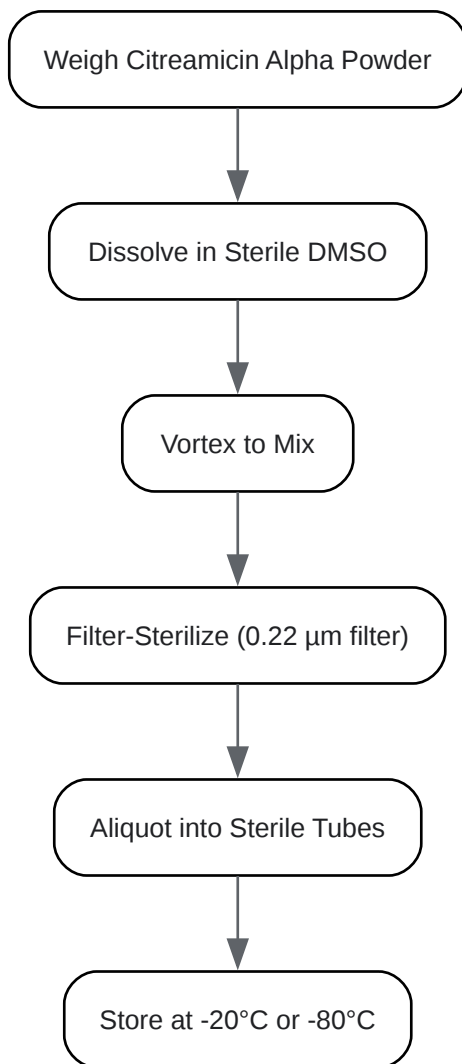 Weigh Citreamicin Alpha Powder
Dissolve in Sterile DMSO
Vortex to Mix
Filter-Sterilize (0.22 µm filter)
Aliquot into Sterile Tubes
Store at -20°C or -80°C